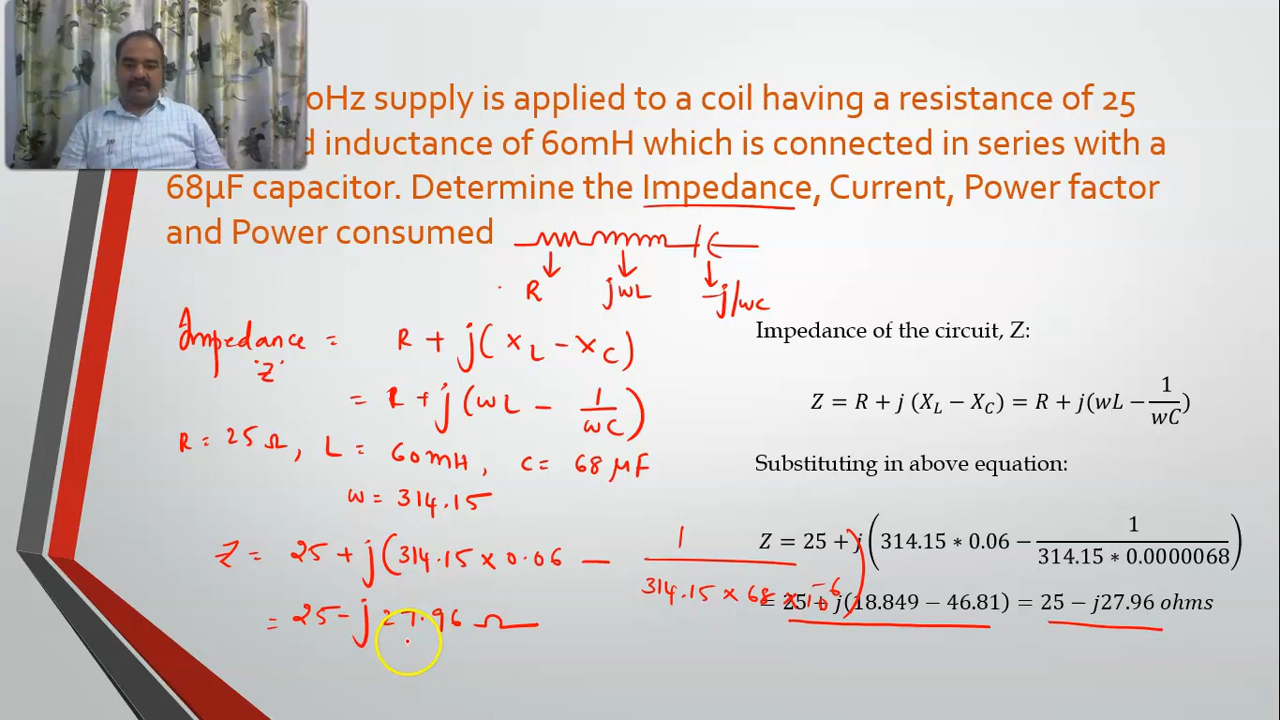 oHz supply is applied to a coil having a resistance of 25
d inductance of 60mH which is connected in series with a
68μF capacitor. Determine the Impedance, Current, Power factor
and Power consumed
R jwL -j/wc
Impedance = R + j( XL - XC)
'Z'
= R + j(wL - 1/wC)
R = 25 Ω, L = 60mH, C = 68 μF
w = 314.15
Z = 25 + j(314.15 × 0.06 - 1/(314.15 × 68 × 10^-6))
= 25 - j 27.96 Ω
Impedance of the circuit, Z:
Z = R + j (XL − XC) = R + j(wL − 1/wC)
Substituting in above equation:
Z = 25 + j(314.15 ∗ 0.06 − 1/(314.15 ∗ 0.0000068))
= 25 + j(18.849 − 46.81) = 25 − j27.96 ohms